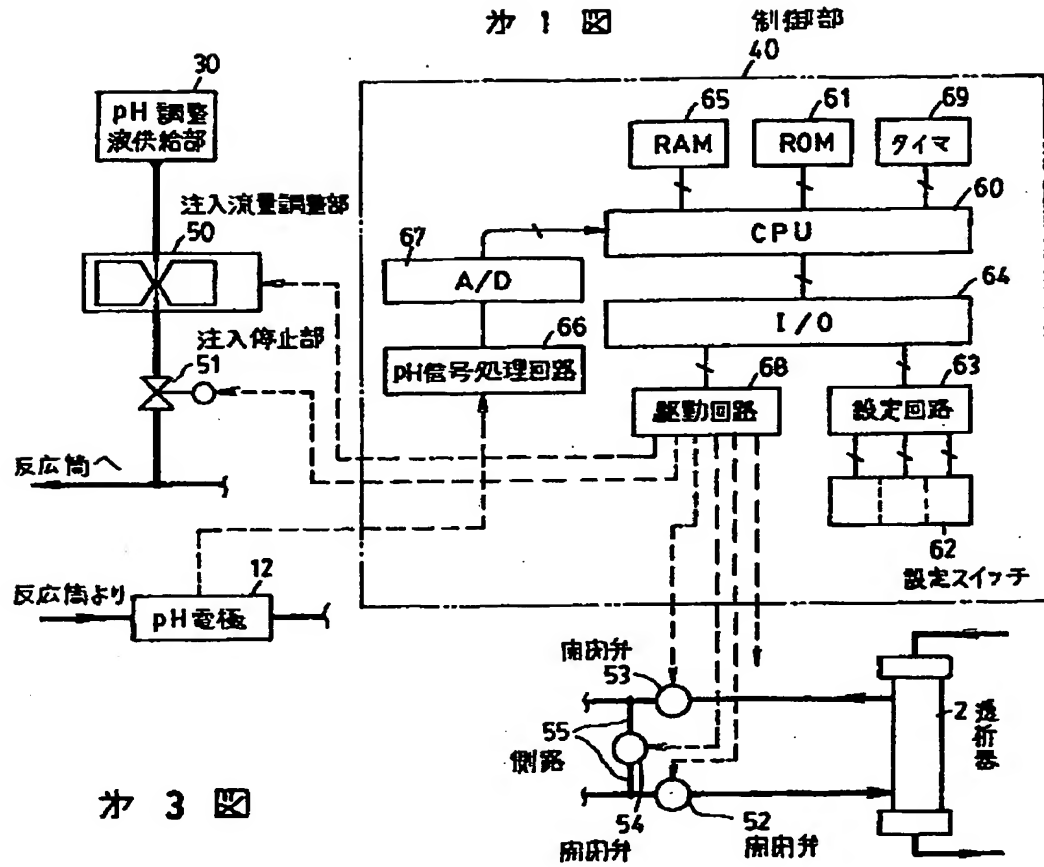 才 1 図
制御部
40
30
pH 調整
液供給部
65
RAM
61
ROM
69
タイマ
60
CPU
注入流量調整部
50
67
A/D
64
I/O
注入停止部
51
66
pH信号処理回路
68
駆動回路
63
設定回路
反応筒へ
62
設定スイッチ
12
反応筒より
pH電極
開閉弁
53
2
透析器
55
側路
54
開閉弁
52
開閉弁
才 3 図